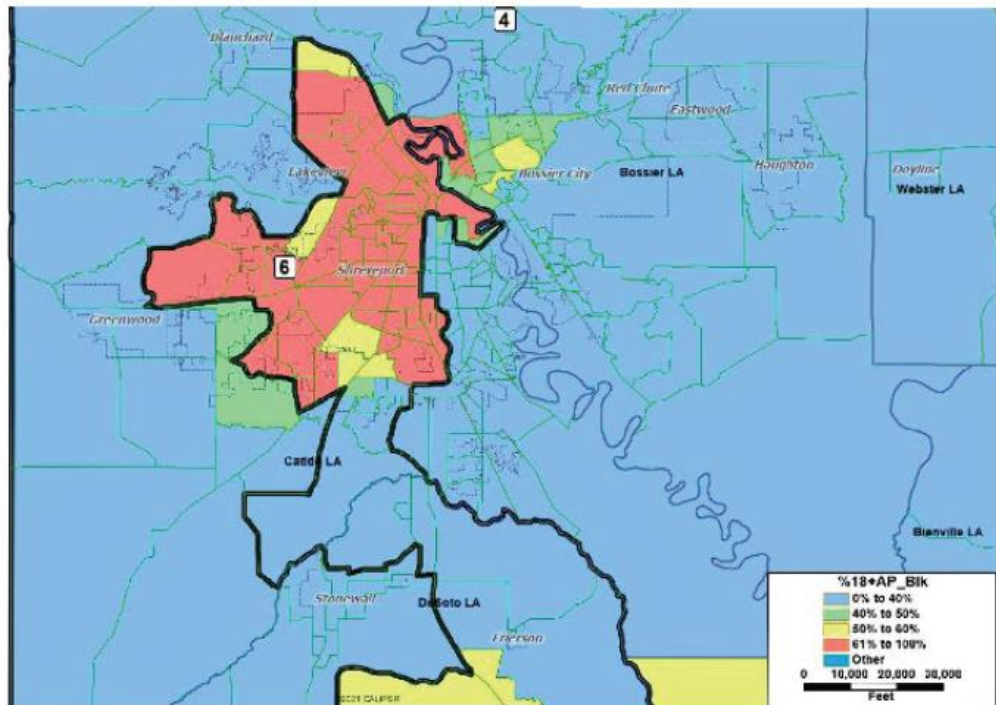 4
Blanchard
Red Chute
Eastwood
Haughton
Doyline
Webster LA
Lakeview
Bossier City
Bossier LA
6
Shreveport
Greenwood
Caddo LA
Bienville LA
Stonewall
DeSoto LA
Frierson
%18+AP_Blk
0% to 40%
40% to 50%
50% to 60%
61% to 100%
Other
0 10,000 20,000 30,000
Feet